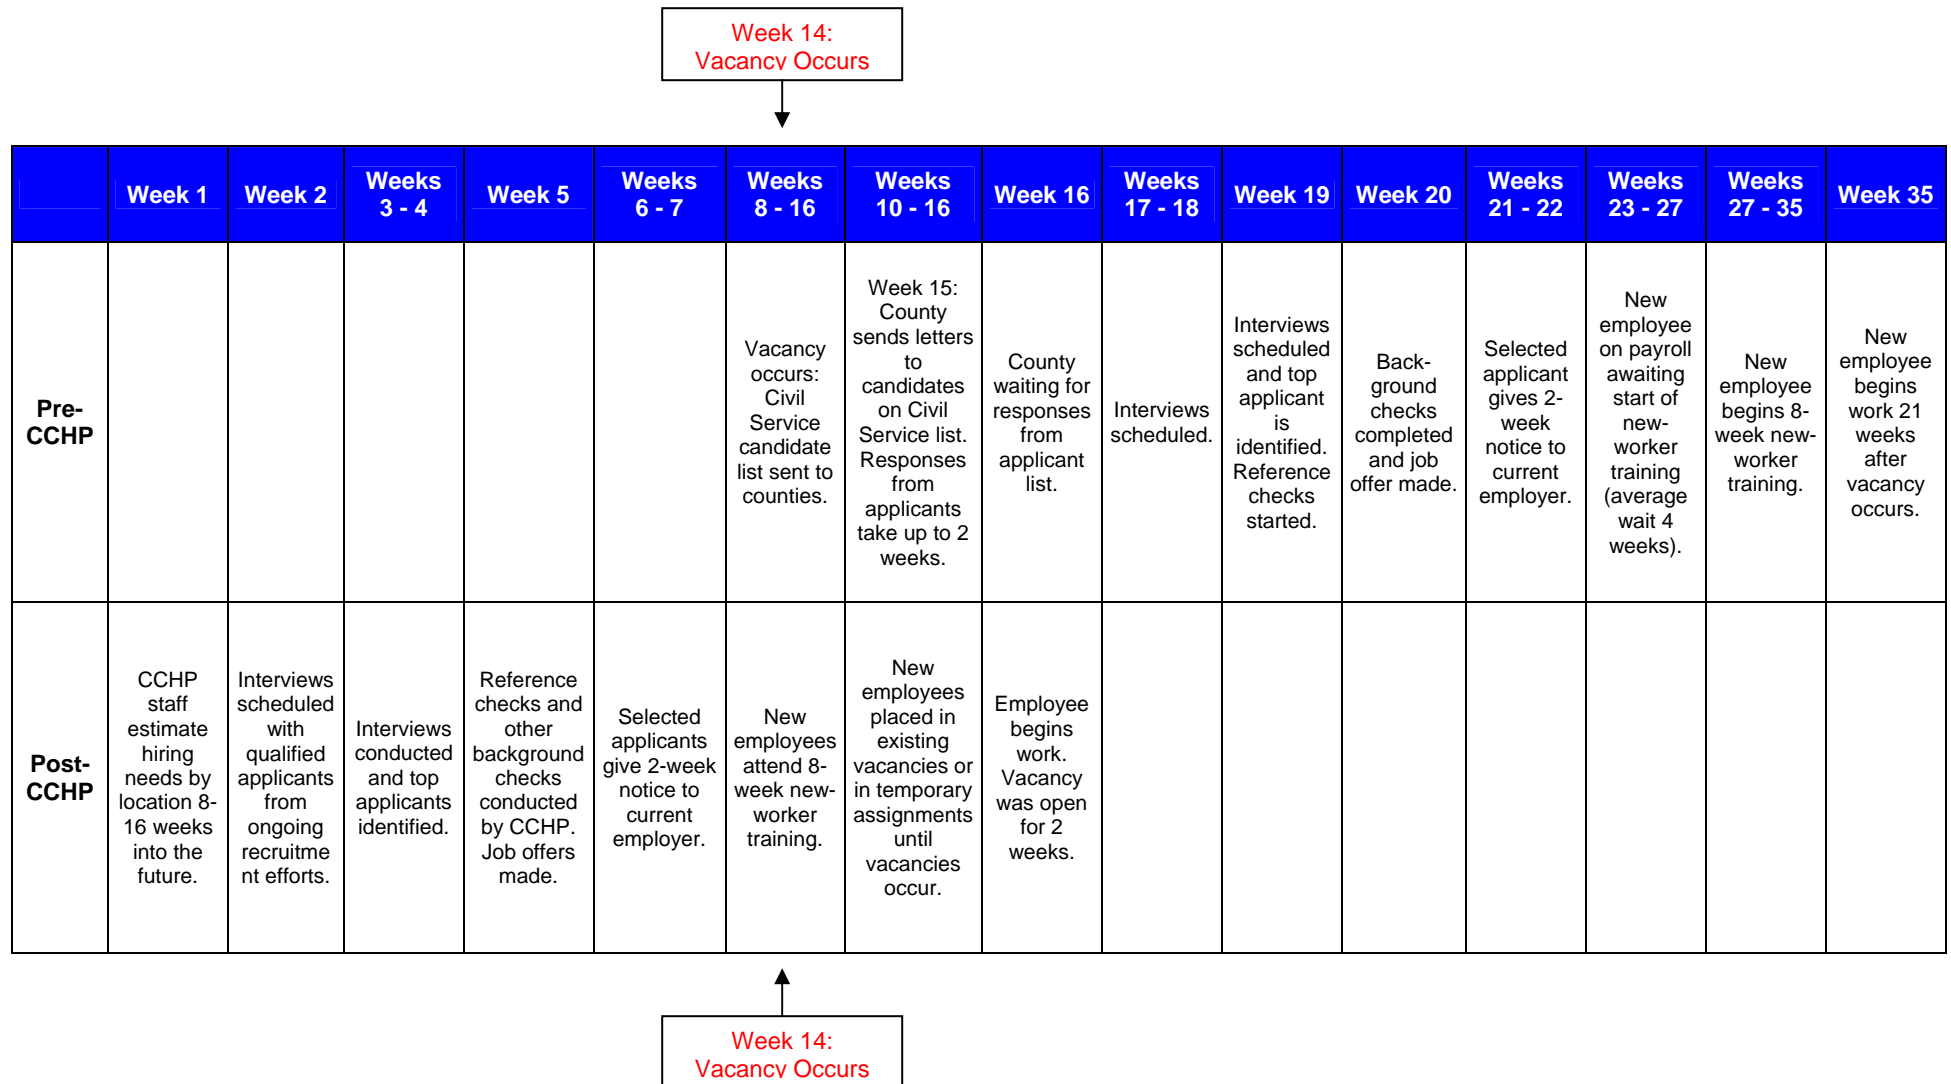 Week 14:
Vacancy Occurs
Week 1
Week 2
Weeks
3 - 4
Week 5
Weeks
6 - 7
Weeks
8 - 16
Weeks
10 - 16
Week 16
Weeks
17 - 18
Week 19
Week 20
Weeks
21 - 22
Weeks
23 - 27
Weeks
27 - 35
Week 35
Pre-
CCHP
Vacancy
occurs:
Civil
Service
candidate
list sent to
counties.
Week 15:
County
sends letters
to
candidates
on Civil
Service list.
Responses
from
applicants
take up to 2
weeks.
County
waiting for
responses
from
applicant
list.
Interviews
scheduled.
Interviews
scheduled
and top
applicant
is
identified.
Reference
checks
started.
Back-
ground
checks
completed
and job
offer made.
Selected
applicant
gives 2-
week
notice to
current
employer.
New
employee
on payroll
awaiting
start of
new-
worker
training
(average
wait 4
weeks).
New
employee
begins 8-
week new-
worker
training.
New
employee
begins
work 21
weeks
after
vacancy
occurs.
Post-
CCHP
CCHP
staff
estimate
hiring
needs by
location 8-
16 weeks
into the
future.
Interviews
scheduled
with
qualified
applicants
from
ongoing
recruitme
nt efforts.
Interviews
conducted
and top
applicants
identified.
Reference
checks and
other
background
checks
conducted
by CCHP.
Job offers
made.
Selected
applicants
give 2-week
notice to
current
employer.
New
employees
attend 8-
week new-
worker
training.
New
employees
placed in
existing
vacancies or
in temporary
assignments
until
vacancies
occur.
Employee
begins
work.
Vacancy
was open
for 2
weeks.
Week 14:
Vacancy Occurs